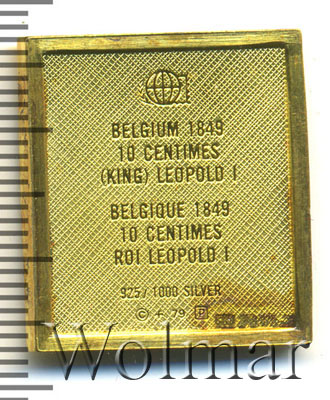 BELGIUM 1849
10 CENTIMES
(KING) LEOPOLD I
BELGIQUE 1849
10 CENTIMES
ROI LEOPOLD I
925/1000 SILVER
© f. 79
Wolmar